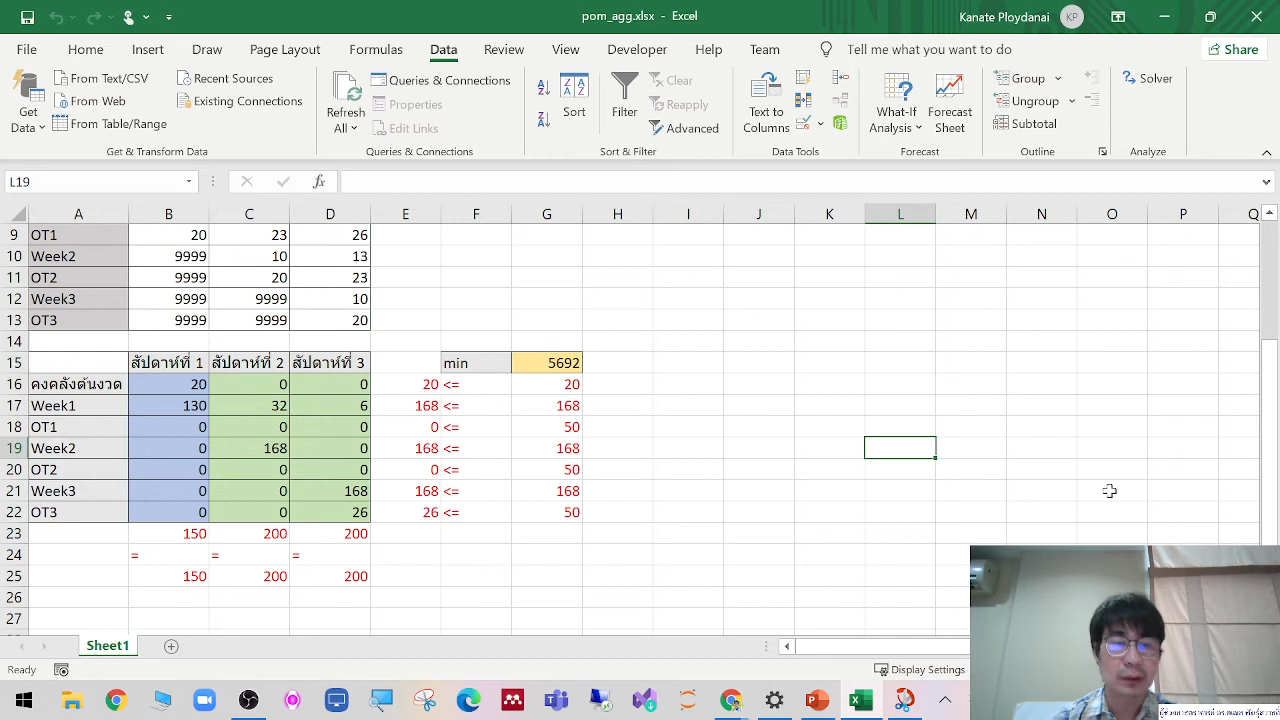 pom_agg.xlsx - Excel
Kanate Ploydanai KP
File Home Insert Draw Page Layout Formulas Data Review View Developer Help Team Tell me what you want to do Share
Get Data
From Text/CSV
From Web
From Table/Range
Recent Sources
Existing Connections
Get & Transform Data
Refresh All
Queries & Connections
Properties
Edit Links
Queries & Connections
Sort
Filter
Clear
Reapply
Advanced
Sort & Filter
Text to Columns
Data Tools
What-If Analysis
Forecast Sheet
Forecast
Group
Ungroup
Subtotal
Outline
Solver
Analyze
L19
fx
A B C D E F G H I J K L M N O P Q
9 OT1 20 23 26
10 Week2 9999 10 13
11 OT2 9999 20 23
12 Week3 9999 9999 10
13 OT3 9999 9999 20
14
15 สัปดาห์ที่ 1 สัปดาห์ที่ 2 สัปดาห์ที่ 3 min 5692
16 คงคลังต้นงวด 20 0 0 20 <= 20
17 Week1 130 32 6 168 <= 168
18 OT1 0 0 0 0 <= 50
19 Week2 0 168 0 168 <= 168
20 OT2 0 0 0 0 <= 50
21 Week3 0 0 168 168 <= 168
22 OT3 0 0 26 26 <= 50
23 150 200 200
24 = = =
25 150 200 200
26
27
Sheet1
Ready
Display Settings